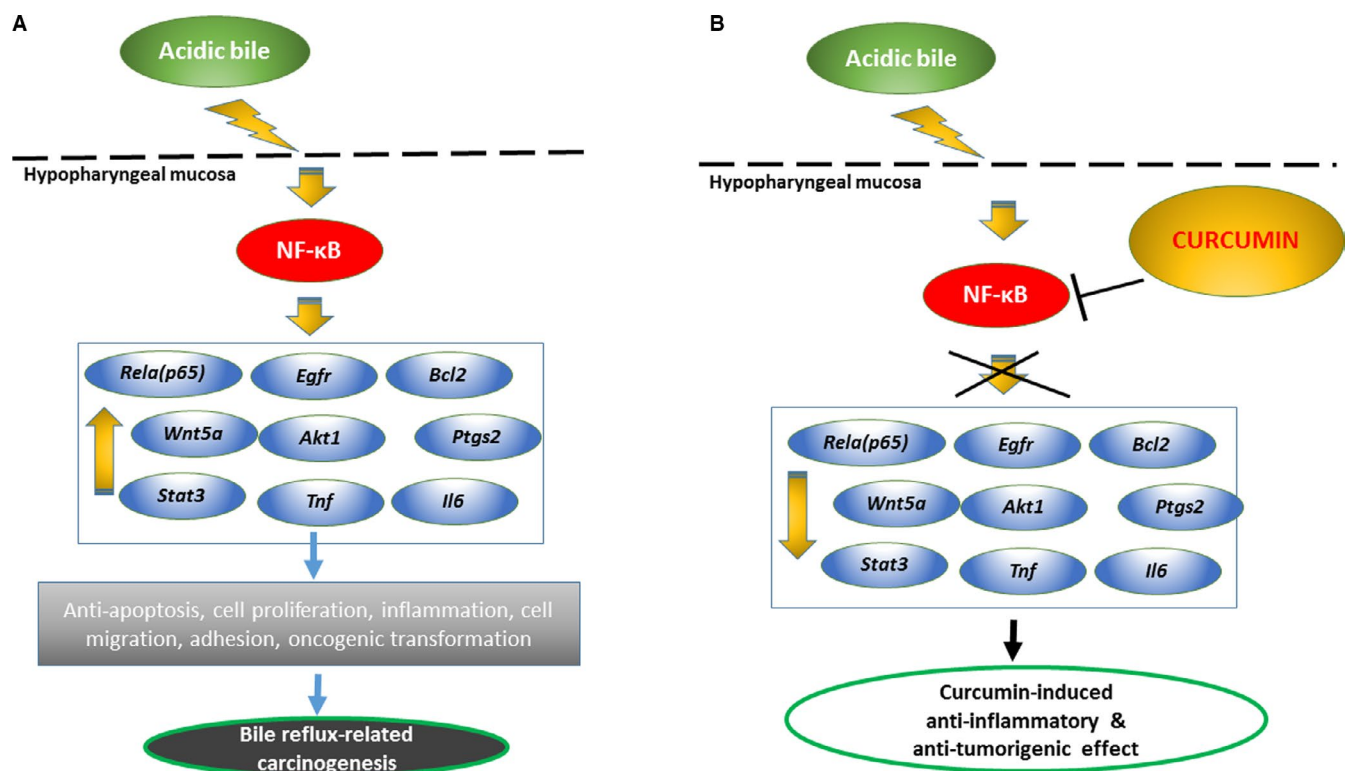 A
Acidic bile
Hypopharyngeal mucosa
NF-κB
Rela(p65)
Egfr
Bcl2
Wnt5a
Akt1
Ptgs2
Stat3
Tnf
Il6
Anti-apoptosis, cell proliferation, inflammation, cell
migration, adhesion, oncogenic transformation
Bile reflux-related
carcinogenesis
B
Acidic bile
Hypopharyngeal mucosa
CURCUMIN
NF-κB
Rela(p65)
Egfr
Bcl2
Wnt5a
Akt1
Ptgs2
Stat3
Tnf
Il6
Curcumin-induced
anti-inflammatory &
anti-tumorigenic effect